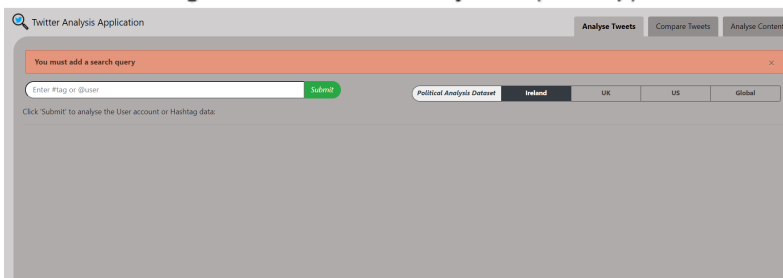 Twitter Analysis Application
Analyse Tweets Compare Tweets Analyse Content
You must add a search query ×
Enter #tag or @user Submit
Political Analysis Dataset Ireland UK US Global
Click 'Submit' to analyse the User account or Hashtag data: